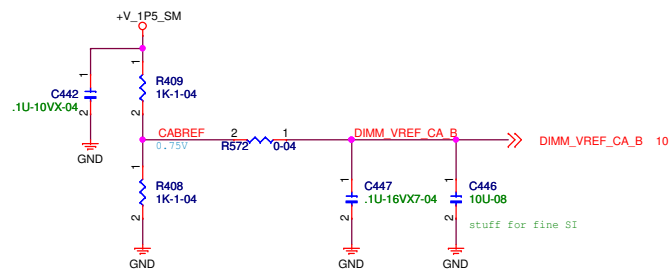 +V_1P5_SM
1
R409
1K-1-04
2
1
C442
.1U-10VX-04
2
GND
CABREF
0.75V
2
1
R572
0-04
DIMM_VREF_CA_B
DIMM_VREF_CA_B 10
1
R408
1K-1-04
2
GND
1
C447
.1U-16VX7-04
2
GND
1
C446
10U-08
2
stuff for fine SI
GND